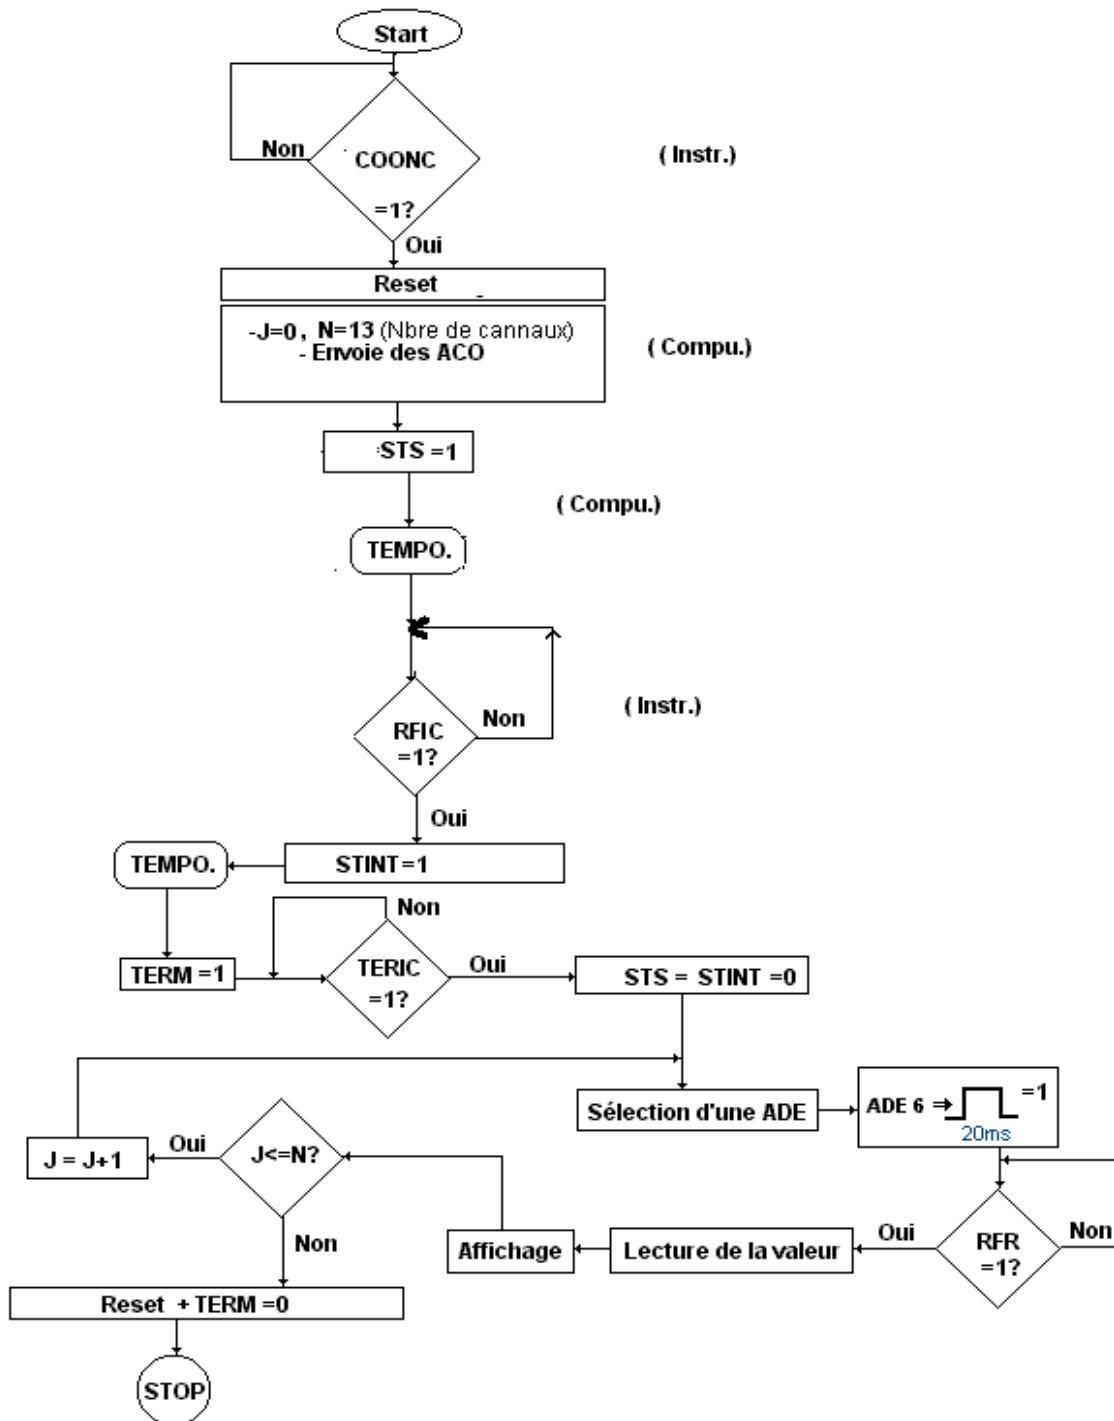 Start
Non
COONC
=1?
( Instr.)
Oui
Reset
-J=0 , N=13 (Nbre de cannaux)
- Envoie des ACO
( Compu.)
STS =1
( Compu.)
TEMPO.
RFIC
=1?
Non
( Instr.)
Oui
TEMPO.
STINT=1
Non
TERM =1
TERIC
=1?
Oui
STS = STINT =0
Sélection d'une ADE
ADE 6 ⇒ =1
20ms
J = J+1
Oui
J<=N?
Non
Affichage
Lecture de la valeur
Oui
RFR
=1?
Non
Reset + TERM =0
STOP